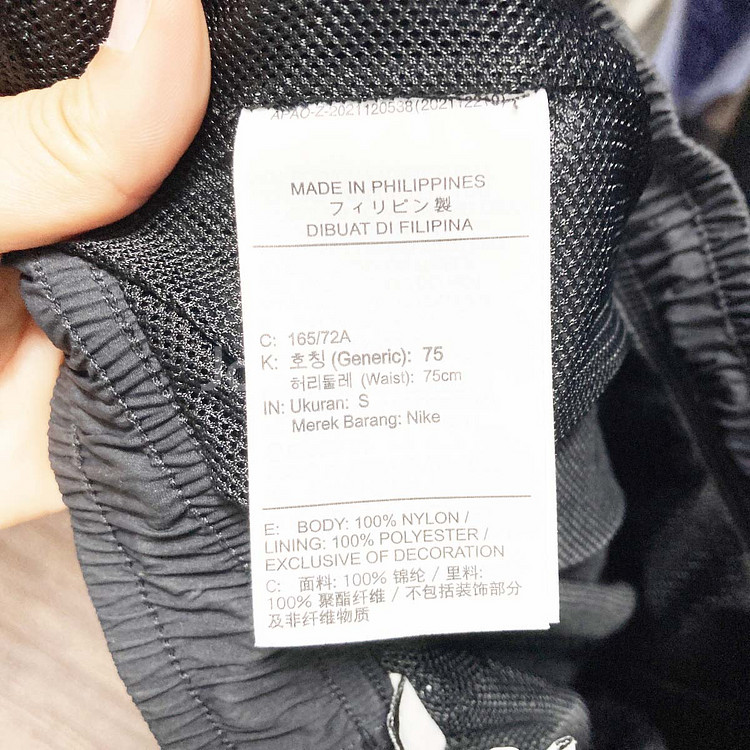 MADE IN PHILIPPINES
フィリピン製
DIBUAT DI FILIPINA
C: 165/72A
K: 호칭 (Generic): 75
허리둘레 (Waist): 75cm
IN: Ukuran: S
Merek Barang: Nike
E: BODY: 100% NYLON /
LINING: 100% POLYESTER /
EXCLUSIVE OF DECORATION
C: 面料: 100% 锦纶 / 里料:
100% 聚酯纤维 / 不包括装饰部分
及非纤维物质